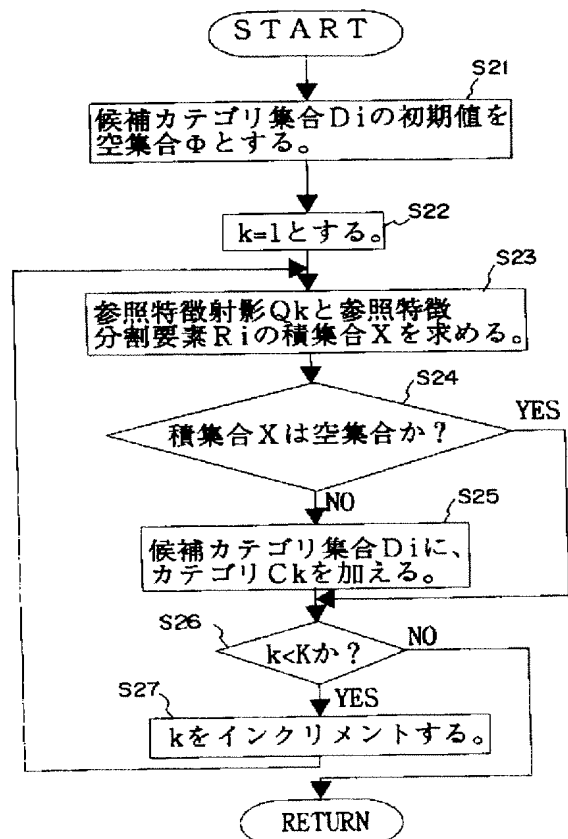 START
S21
候補カテゴリ集合Diの初期値を
空集合Φとする。
S22
k=1とする。
S23
参照特徴射影Qkと参照特徴
分割要素Riの積集合Xを求める。
S24
積集合Xは空集合か？
YES
NO
S25
候補カテゴリ集合Diに、
カテゴリCkを加える。
S26
k<Kか？
NO
YES
S27
kをインクリメントする。
RETURN